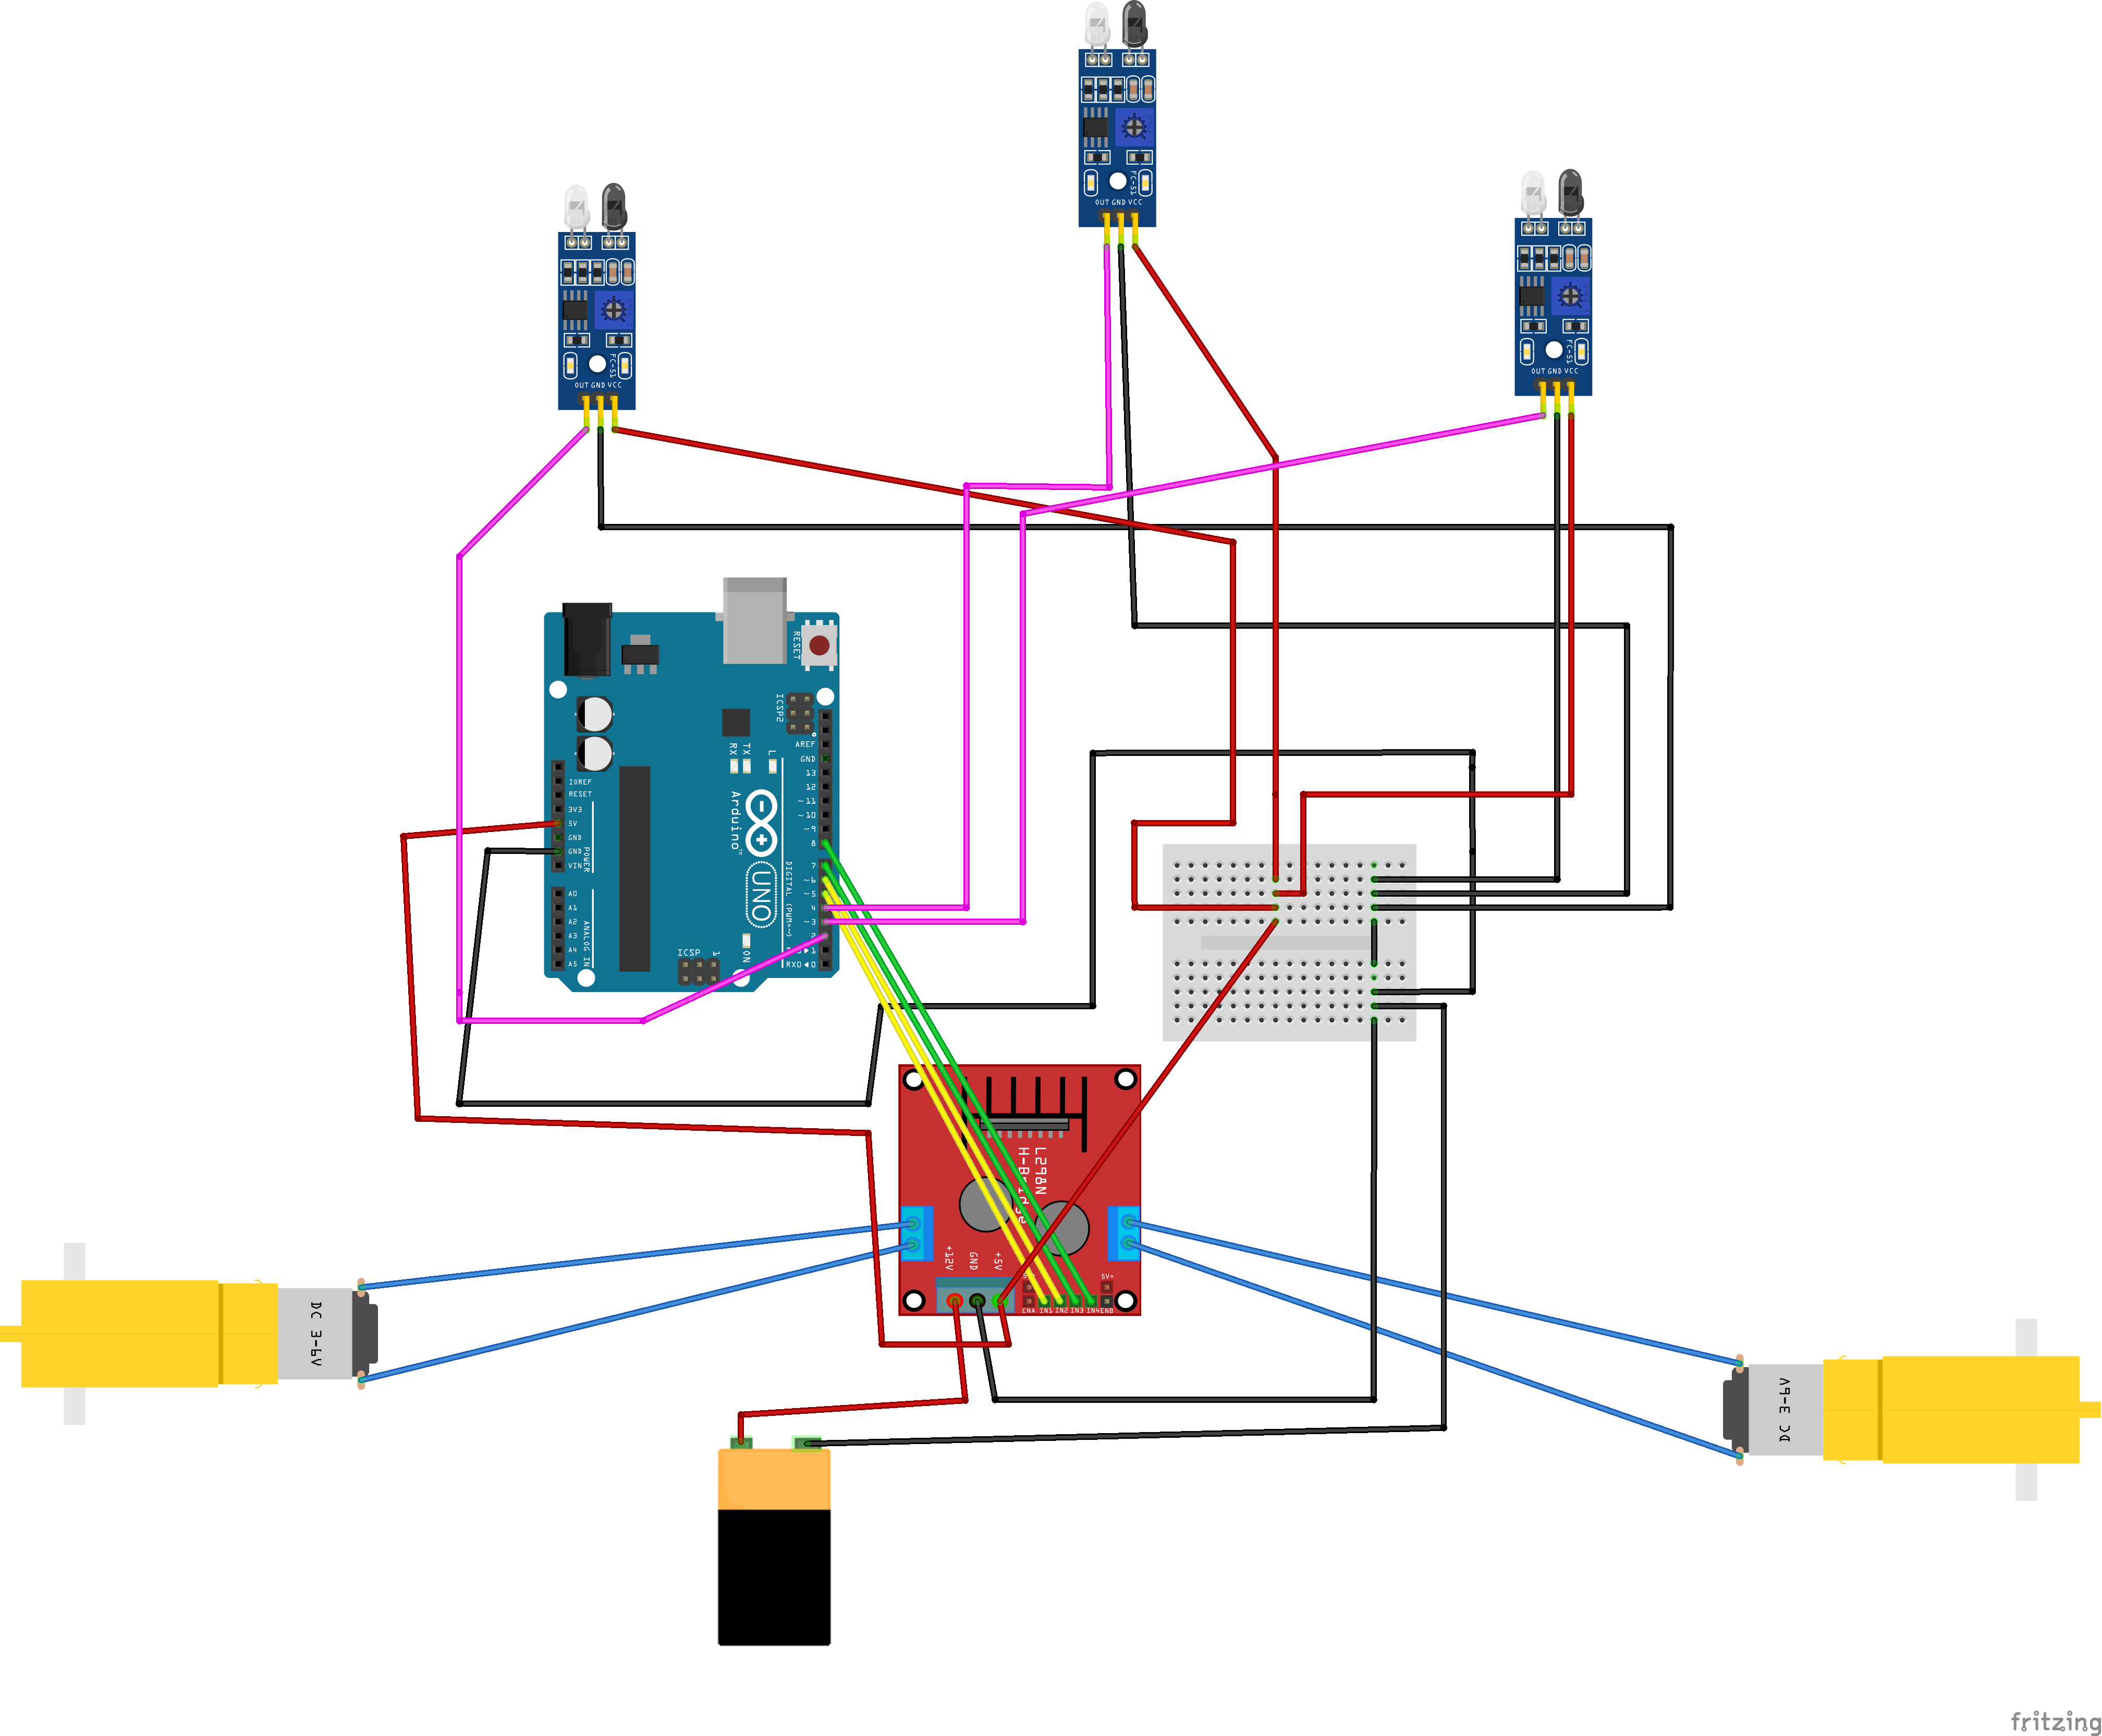 OUT GND VCC
FC-51
OUT GND VCC
FC-51
OUT GND VCC
FC-51
RESET
ICSP2
AREF
GND
13
12
~11
~10
~9
8
7
~6
~5
4
~3
2
1
RX0◄0
L
TX
RX
Arduino™
UNO
DIGITAL (PWM=~)
IOREF
RESET
3V3
5V
GND
GND
VIN
POWER
A0
A1
A2
A3
A4
A5
ANALOG IN
ICSP
1
ON
L298N
H-Bridge
+12V
GND
+5V
5V+
ENA IN1 IN2 IN3 IN4 ENB
DC 3-6V
DC 3-6V
fritzing